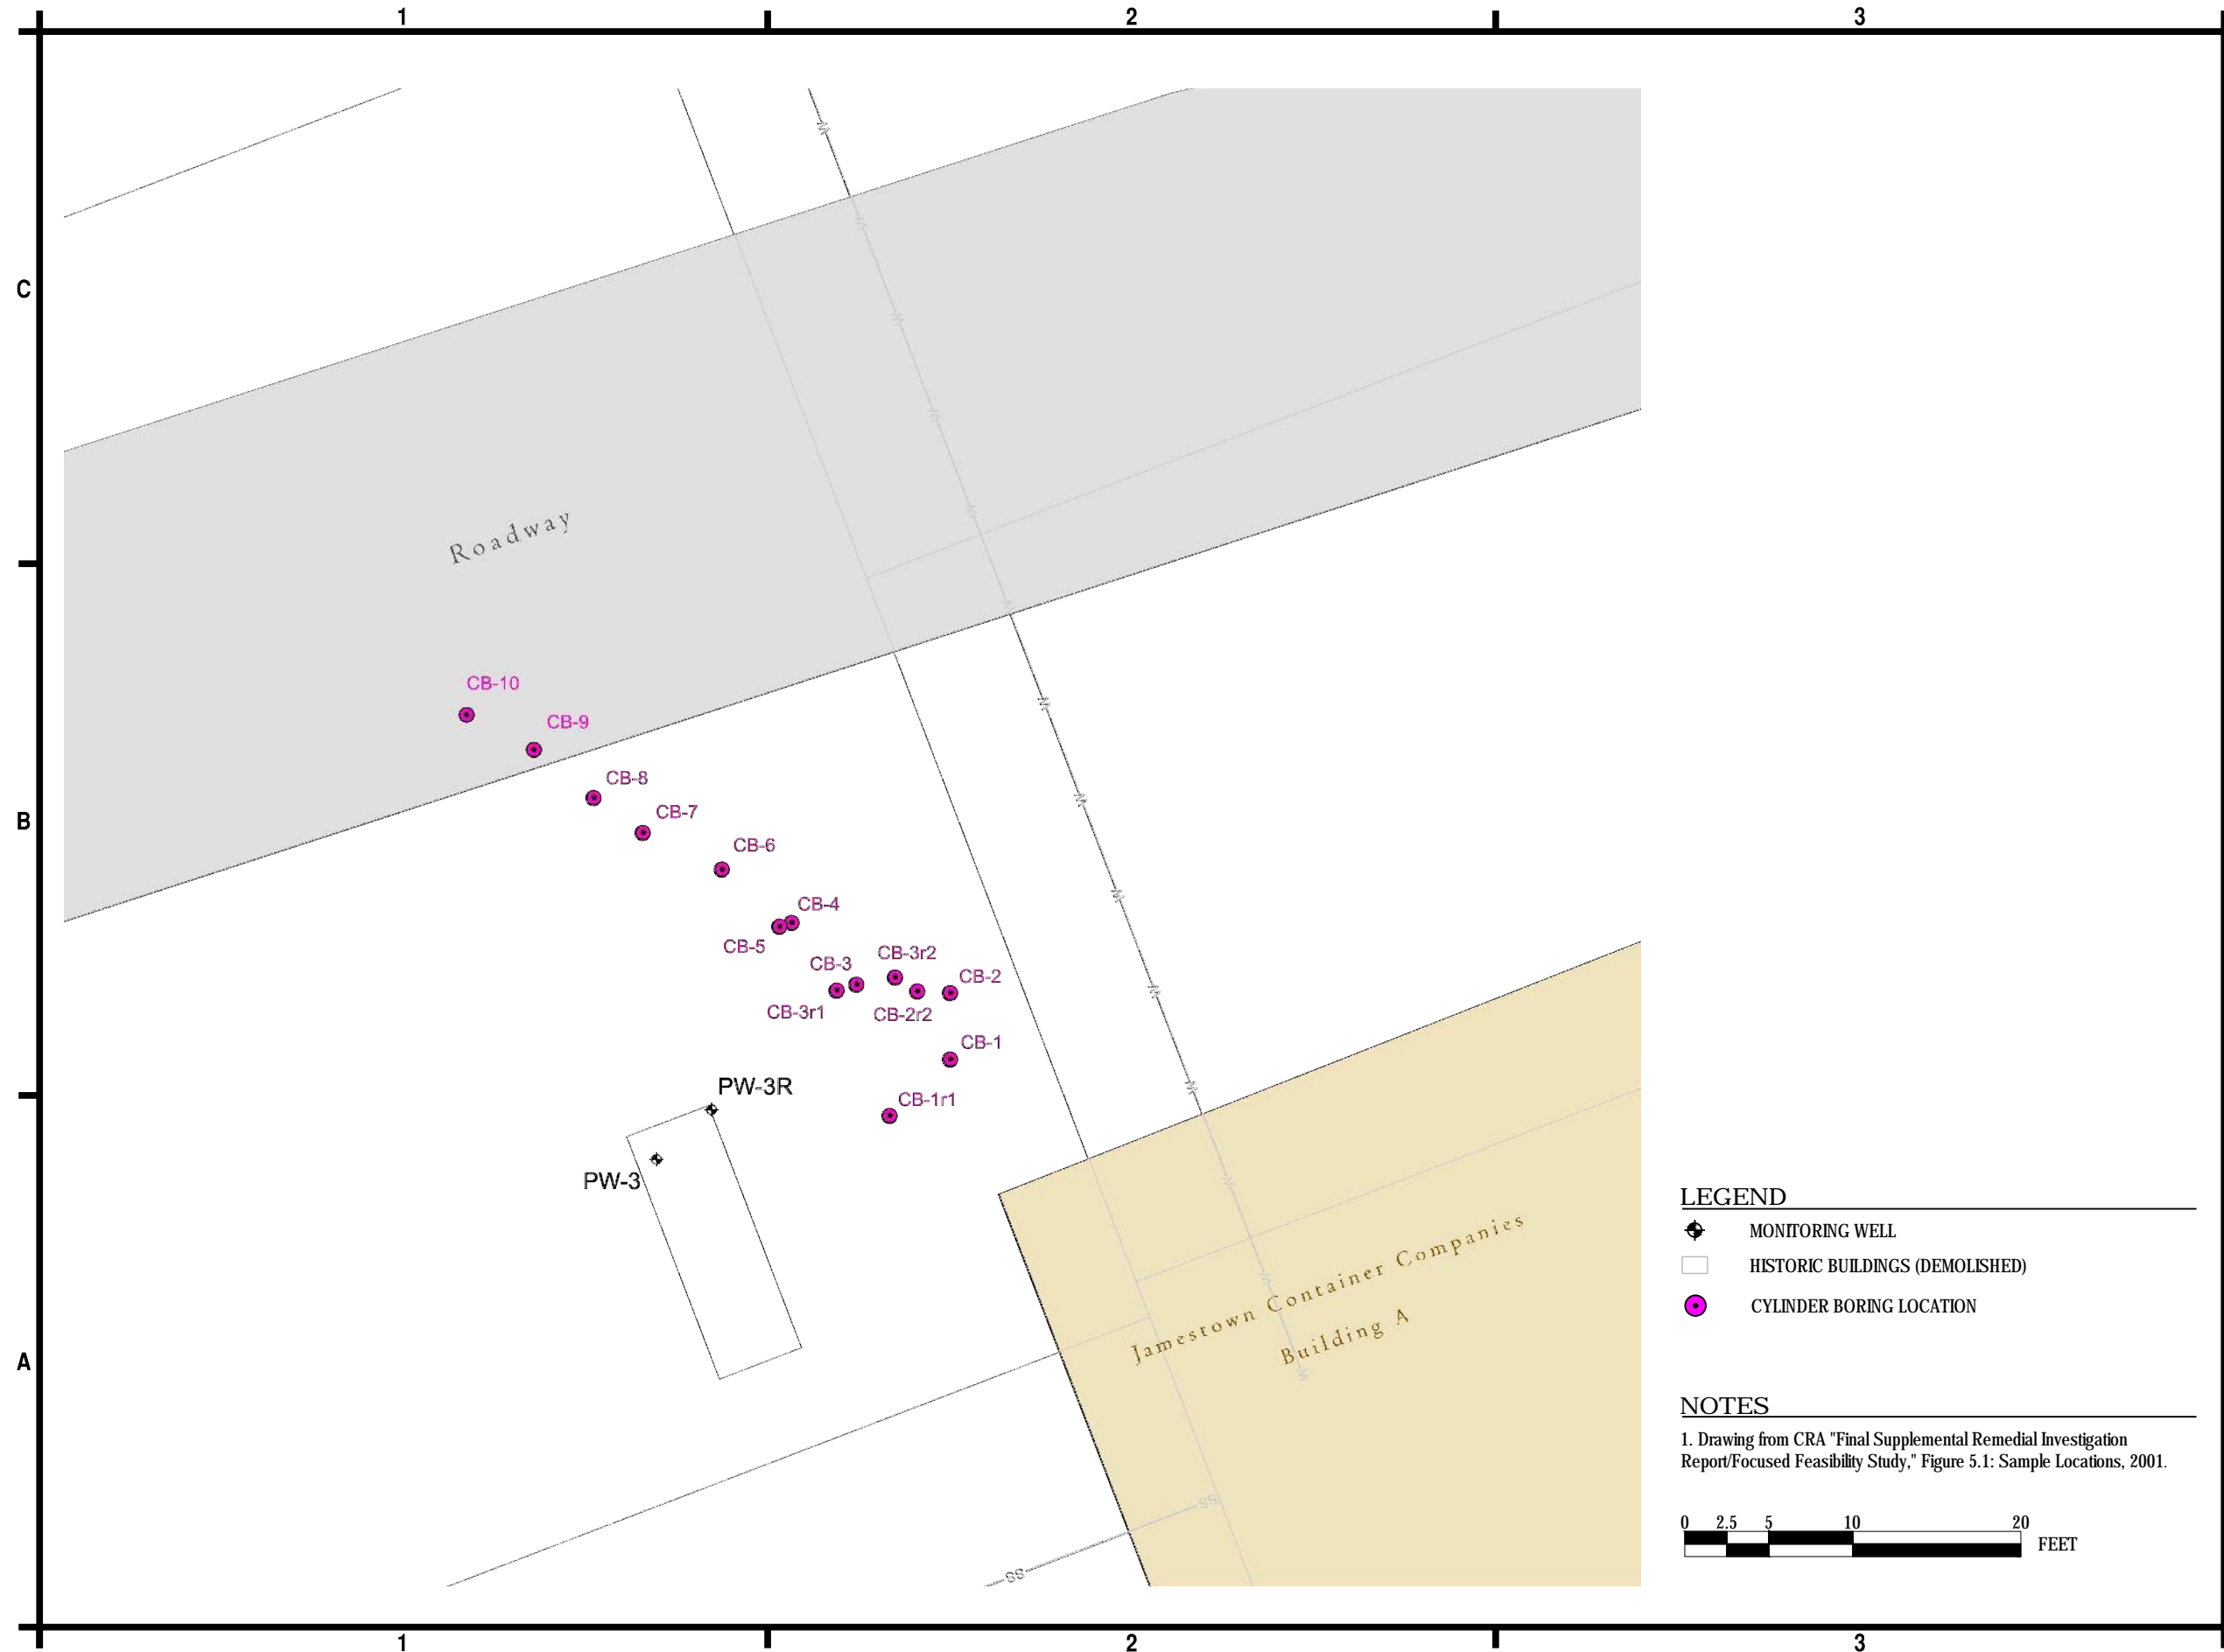 1 2 3
W
W
W
W
C
W
W
Roadway
W
CB-10
W
CB-9
CB-8
W
CB-7
B
CB-6
W
CB-4
CB-5
CB-3r2
CB-3
CB-2
W
CB-3r1
CB-2r2
CB-1
PW-3R
W
CB-1r1
PW-3
W
LEGEND
MONITORING WELL
HISTORIC BUILDINGS (DEMOLISHED)
W
CYLINDER BORING LOCATION
Jamestown Container Companies
Building A
A
W
NOTES
1. Drawing from CRA "Final Supplemental Remedial Investigation
Report/Focused Feasibility Study," Figure 5.1: Sample Locations, 2001.
SS
0 2.5 5 10 20
FEET
SS
1 2 3